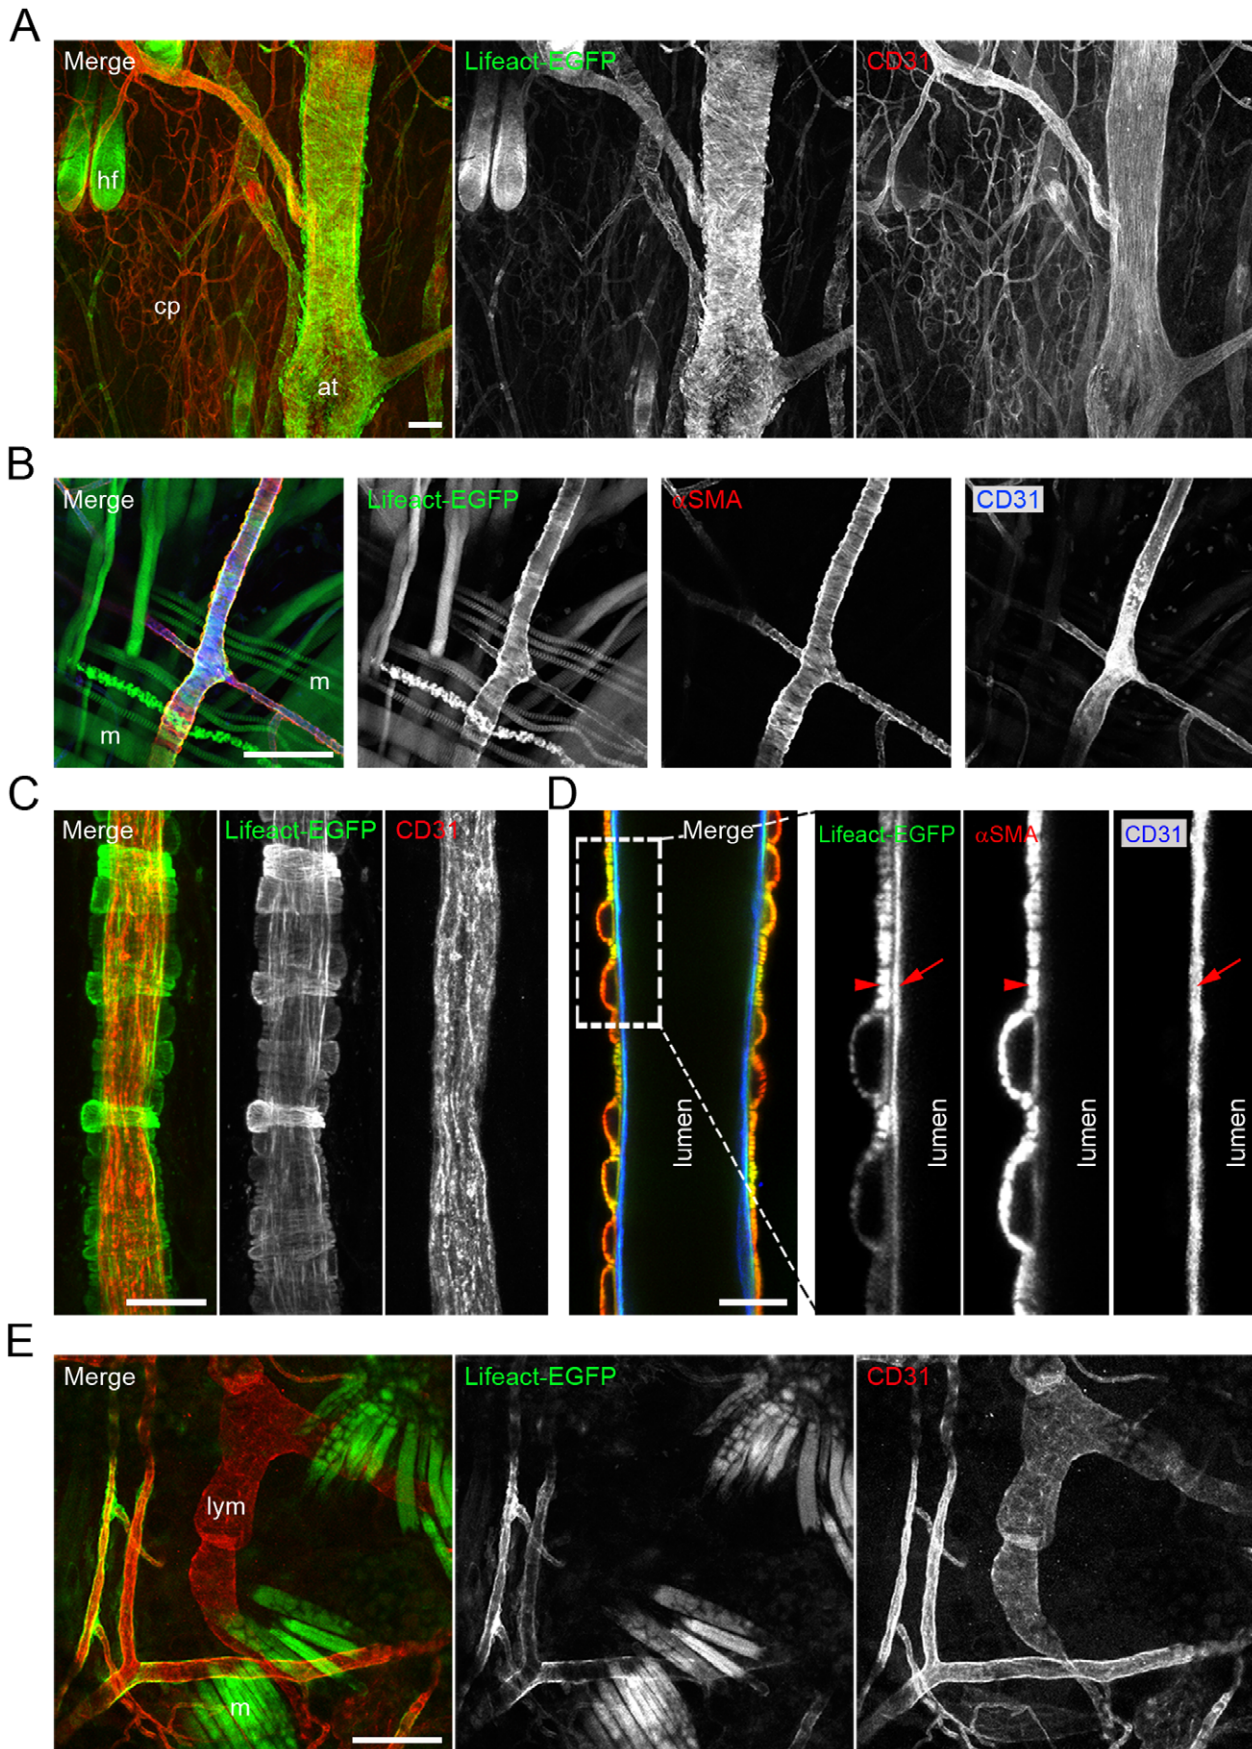 A
Merge
Lifeact-EGFP
CD31
hf
cp
at
B
Merge
Lifeact-EGFP
αSMA
CD31
m
m
C
Merge
Lifeact-EGFP
CD31
D
Merge
Lifeact-EGFP
αSMA
CD31
lumen
lumen
lumen
lumen
E
Merge
Lifeact-EGFP
CD31
lym
m